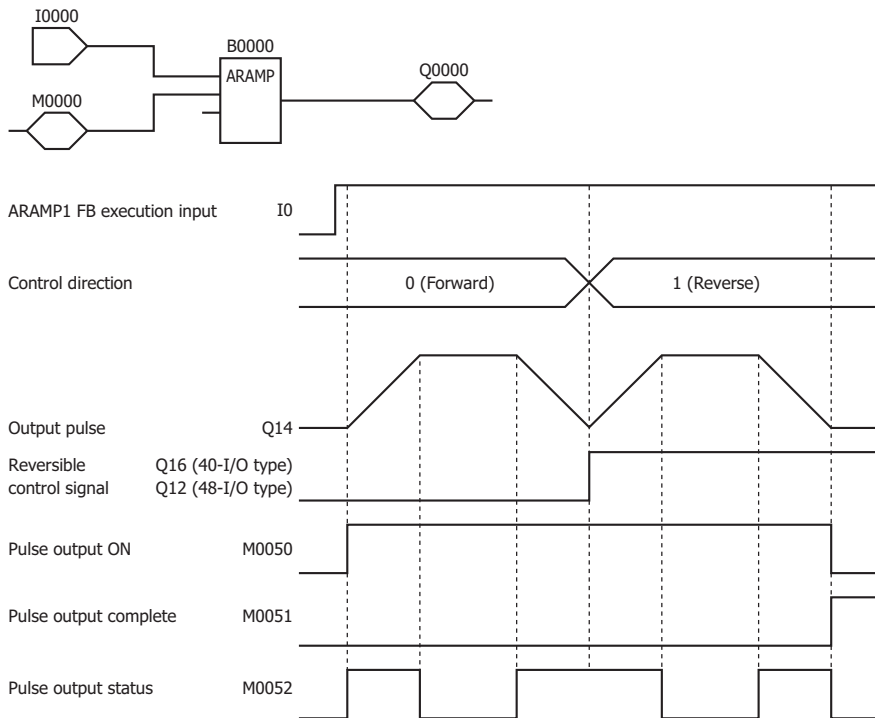 I0000
B0000
ARAMP
Q0000
M0000
ARAMP1 FB execution input I0
Control direction
0 (Forward)
1 (Reverse)
Output pulse Q14
Reversible Q16 (40-I/O type)
control signal Q12 (48-I/O type)
Pulse output ON M0050
Pulse output complete M0051
Pulse output status M0052